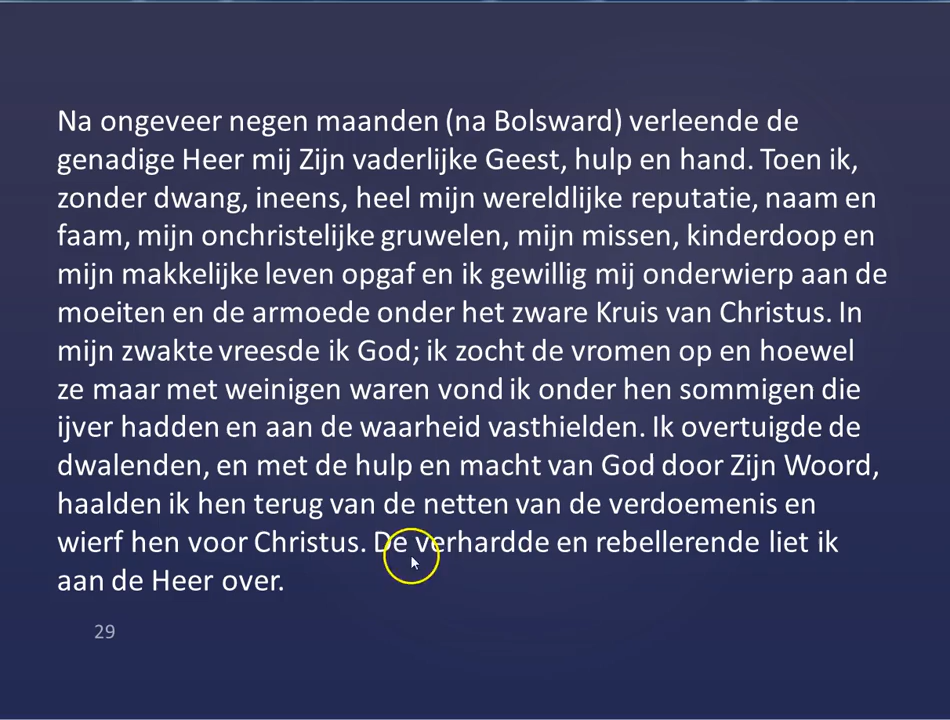 Na ongeveer negen maanden (na Bolsward) verleende de
genadige Heer mij Zijn vaderlijke Geest, hulp en hand. Toen ik,
zonder dwang, ineens, heel mijn wereldlijke reputatie, naam en
faam, mijn onchristelijke gruwelen, mijn missen, kinderdoop en
mijn makkelijke leven opgaf en ik gewillig mij onderwierp aan de
moeiten en de armoede onder het zware Kruis van Christus. In
mijn zwakte vreesde ik God; ik zocht de vromen op en hoewel
ze maar met weinigen waren vond ik onder hen sommigen die
ijver hadden en aan de waarheid vasthielden. Ik overtuigde de
dwalenden, en met de hulp en macht van God door Zijn Woord,
haalden ik hen terug van de netten van de verdoemenis en
wierf hen voor Christus. De verhardde en rebellerende liet ik
aan de Heer over.
29